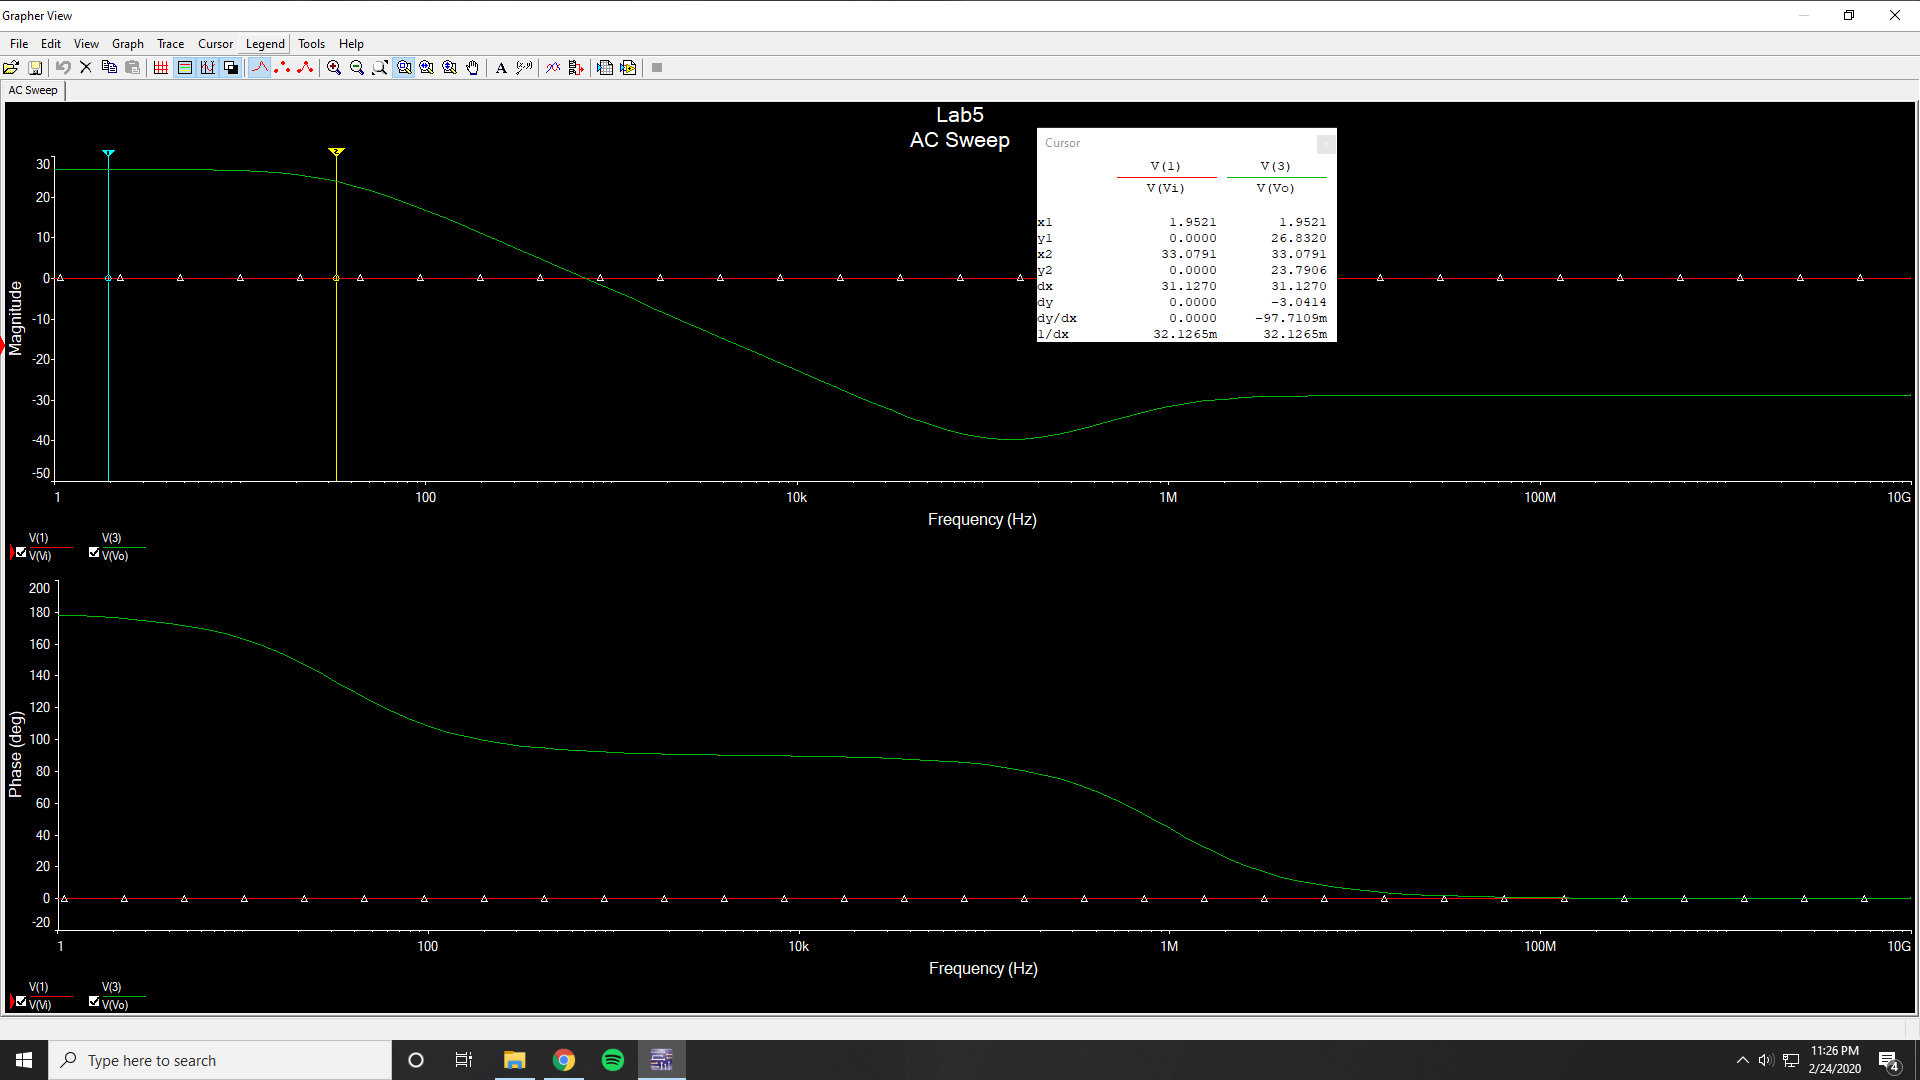 Grapher View
File Edit View Graph Trace Cursor Legend Tools Help
A
AC Sweep
Lab5
AC Sweep
Cursor
V(1) V(3)
V(Vi) V(Vo)
x1 1.9521 1.9521
y1 0.0000 26.8320
x2 33.0791 33.0791
y2 0.0000 23.7906
dx 31.1270 31.1270
dy 0.0000 -3.0414
dy/dx 0.0000 -97.7109m
1/dx 32.1265m 32.1265m
Magnitude
30
20
10
0
-10
-20
-30
-40
-50
1 100 10k 1M 100M 10G
Frequency (Hz)
V(1) V(3)
V(Vi) V(Vo)
Phase (deg)
200
180
160
140
120
100
80
60
40
20
0
-20
1 100 10k 1M 100M 10G
Frequency (Hz)
V(1) V(3)
V(Vi) V(Vo)
Type here to search
11:26 PM
2/24/2020
4